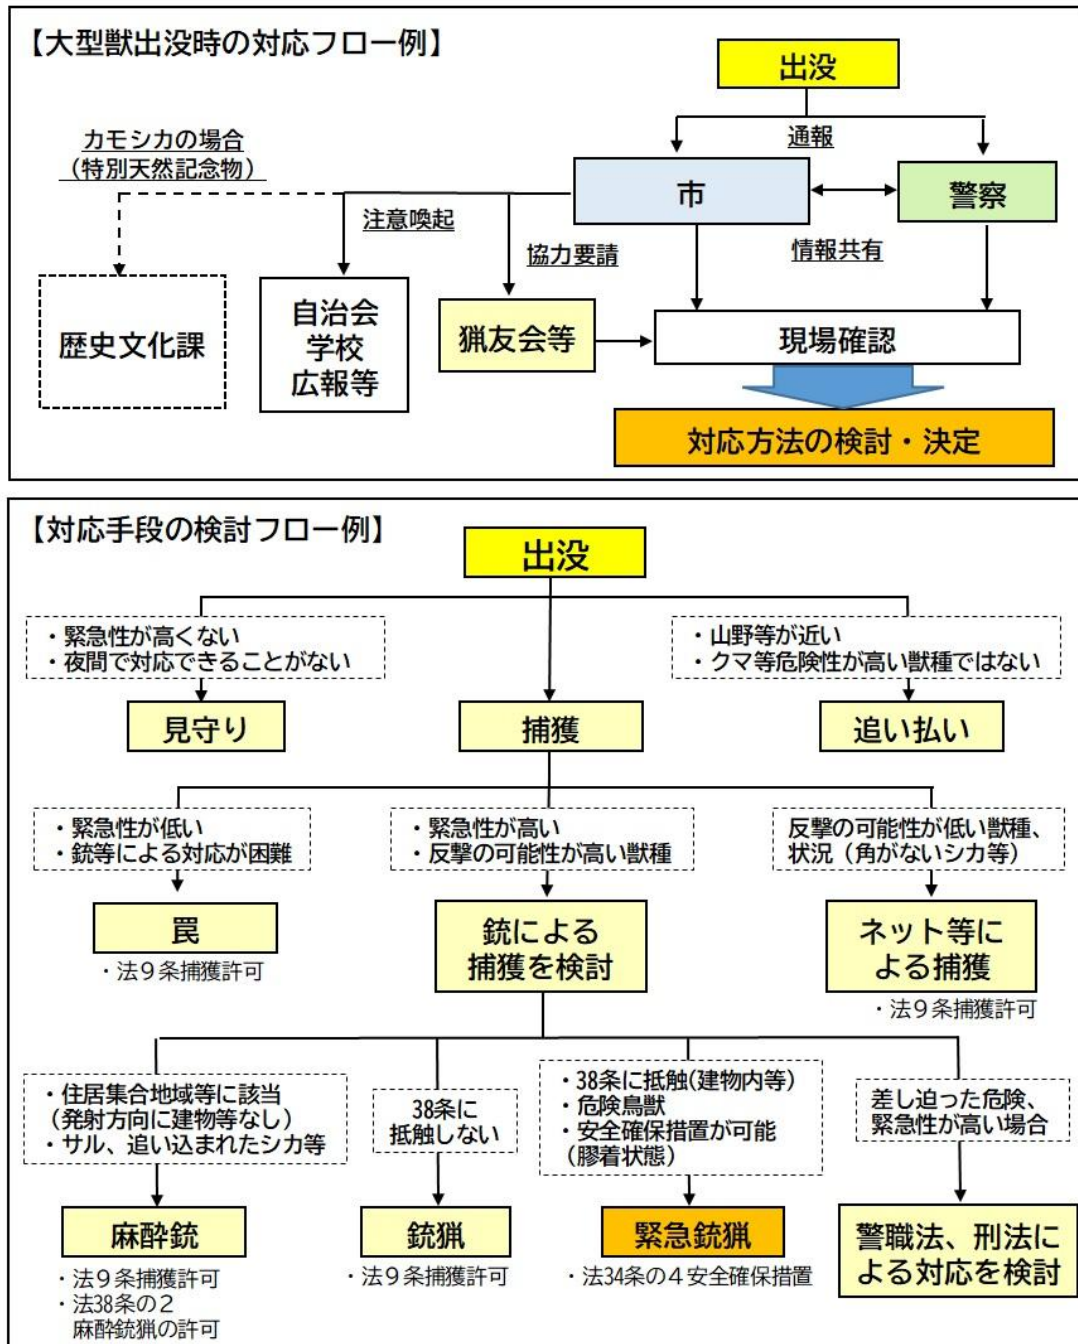 【大型獣出没時の対応フロー例】
出没
通報
カモシカの場合
（特別天然記念物）
市
警察
注意喚起
協力要請
情報共有
歴史文化課
自治会
学校
広報等
猟友会等
現場確認
対応方法の検討・決定
【対応手段の検討フロー例】
出没
・緊急性が高くない
・夜間で対応できることがない
・山野等が近い
・クマ等危険性が高い獣種ではない
見守り
捕獲
追い払い
・緊急性が低い
・銃等による対応が困難
・緊急性が高い
・反撃の可能性が高い獣種
反撃の可能性が低い獣種、
状況（角がないシカ等）
罠
・法９条捕獲許可
銃による
捕獲を検討
ネット等に
よる捕獲
・法９条捕獲許可
・住居集合地域等に該当
（発射方向に建物等なし）
・サル、追い込まれたシカ等
38条に
抵触しない
・38条に抵触(建物内等)
・危険鳥獣
・安全確保措置が可能
（膠着状態）
差し迫った危険、
緊急性が高い場合
麻酔銃
・法９条捕獲許可
・法38条の２
麻酔銃猟の許可
銃猟
・法９条捕獲許可
緊急銃猟
・法34条の４安全確保措置
警職法、刑法に
よる対応を検討